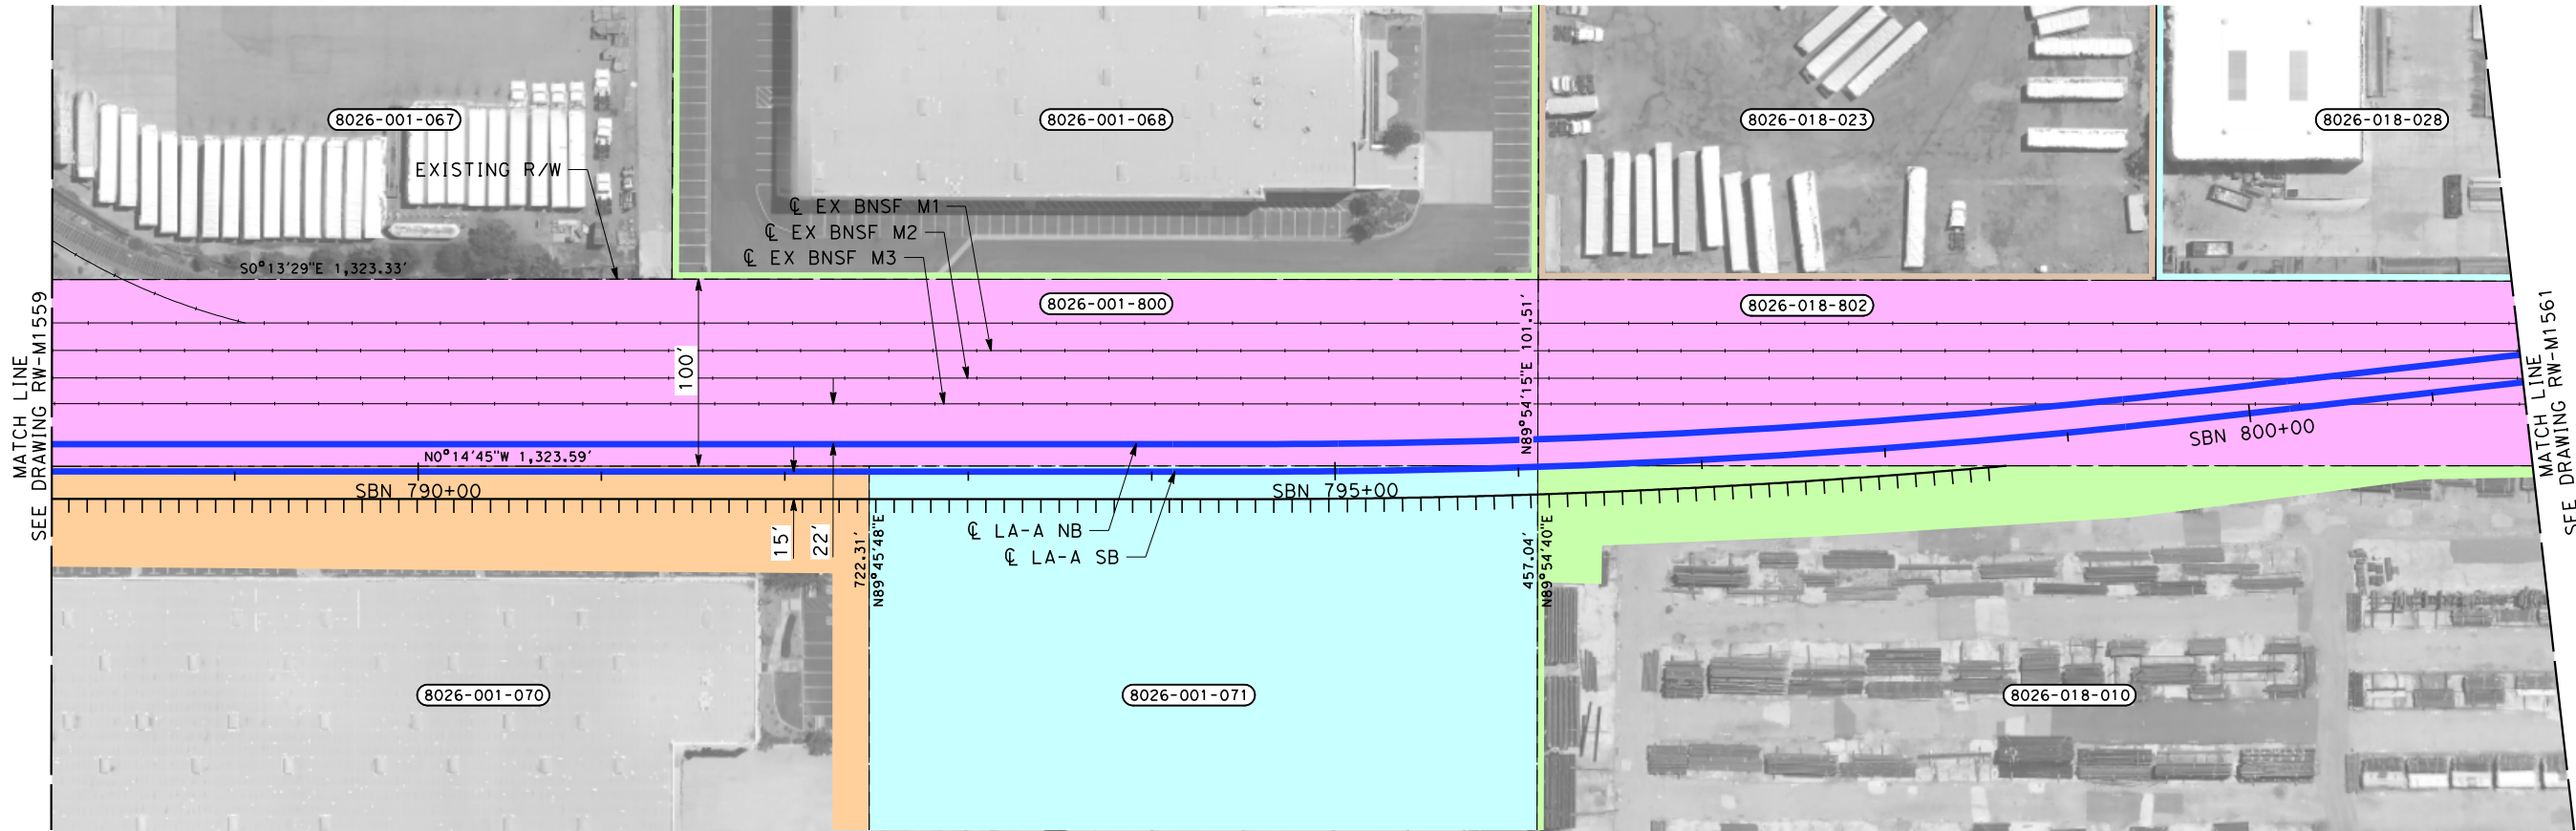 8026-001-067
8026-001-068
8026-018-023
8026-018-028
EXISTING R/W
℄ EX BNSF M1
℄ EX BNSF M2
℄ EX BNSF M3
S0°13'29"E 1,323.33'
8026-001-800
8026-018-802
MATCH LINE
SEE DRAWING RW-M1559
100'
N89°54'15"E 101.51'
MATCH LINE
SEE DRAWING RW-M1561
SBN 800+00
N0°14'45"W 1,323.59'
SBN 790+00
SBN 795+00
15'
22'
℄ LA-A NB
℄ LA-A SB
722.31'
N89°45'48"E
457.04'
N89°54'40"E
8026-001-070
8026-001-071
8026-018-010